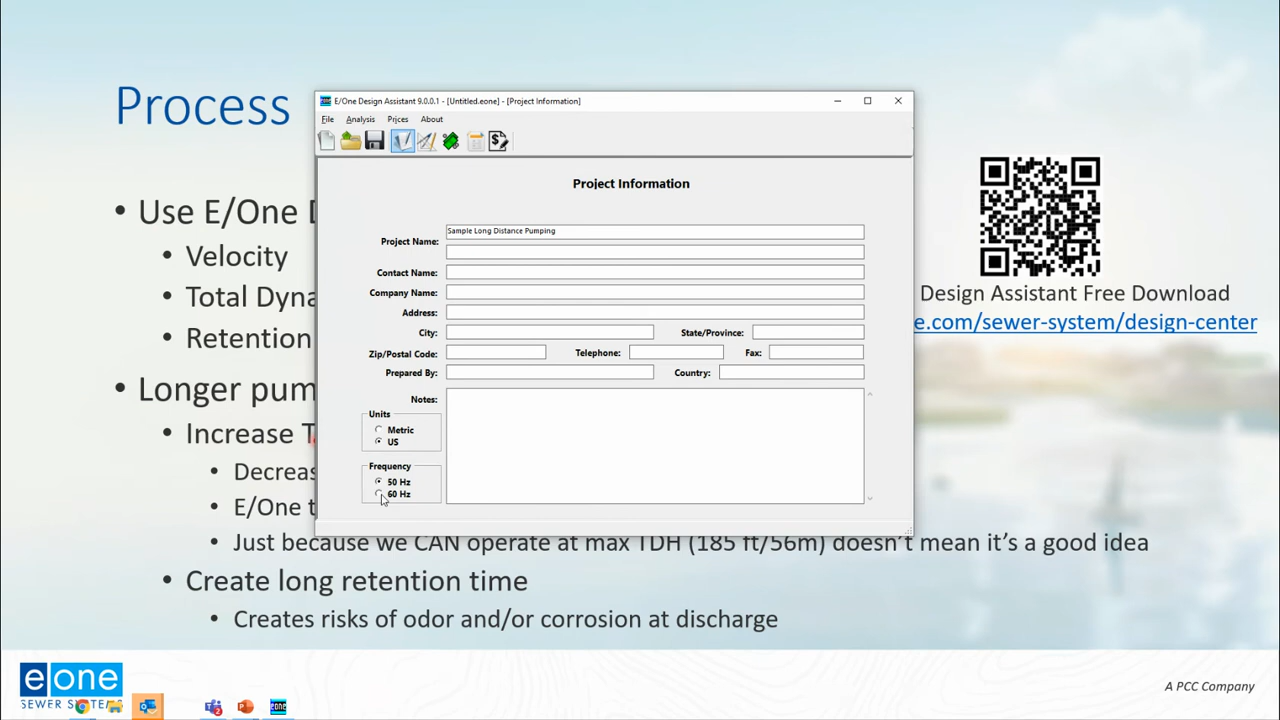 Process
E/One Design Assistant 9.0.0.1 - [Untitled.eone] - [Project Information]
File Analysis Prices About
Project Information
Project Name: Sample Long Distance Pumping
Contact Name:
Company Name:
Address:
City: State/Province:
Zip/Postal Code: Telephone: Fax:
Prepared By: Country:
Notes:
Units
Metric
US
Frequency
50 Hz
60 Hz
• Use E/One D
• Velocity
• Total Dyna
• Retention
• Longer pum
• Increase T
• Decreas
• E/One t
• Just because we CAN operate at max TDH (185 ft/56m) doesn't mean it's a good idea
• Create long retention time
• Creates risks of odor and/or corrosion at discharge
Design Assistant Free Download
e.com/sewer-system/design-center
eone
SEWER SYSTEMS
A PCC Company
eone